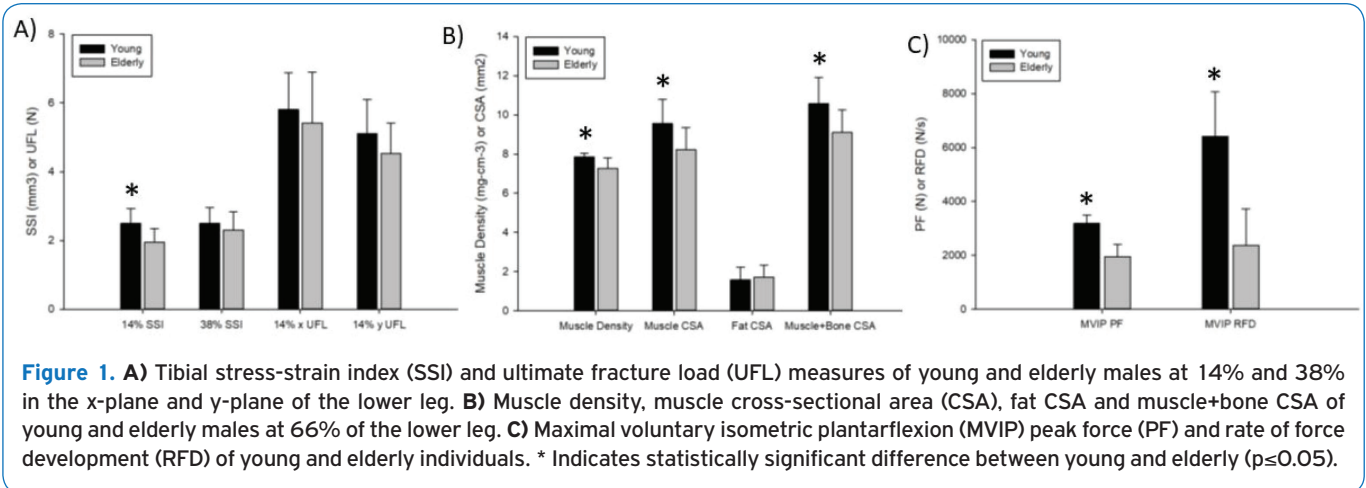 A)
SSI (mm3) or UFL (N)
8
6
4
2
0
Young
Elderly
*
14% SSI
38% SSI
14% x UFL
14% y UFL
B)
Muscle Density (mg-cm-3) or CSA (mm2)
14
12
10
8
6
4
2
0
Young
Elderly
*
*
*
Muscle Density
Muscle CSA
Fat CSA
Muscle+Bone CSA
C)
PF (N) or RFD (N/s)
10000
8000
6000
4000
2000
0
Young
Elderly
*
*
MVIP PF
MVIP RFD
Figure 1. A) Tibial stress-strain index (SSI) and ultimate fracture load (UFL) measures of young and elderly males at 14% and 38%
in the x-plane and y-plane of the lower leg. B) Muscle density, muscle cross-sectional area (CSA), fat CSA and muscle+bone CSA of
young and elderly males at 66% of the lower leg. C) Maximal voluntary isometric plantarflexion (MVIP) peak force (PF) and rate of force
development (RFD) of young and elderly individuals. * Indicates statistically significant difference between young and elderly (p≤0.05).